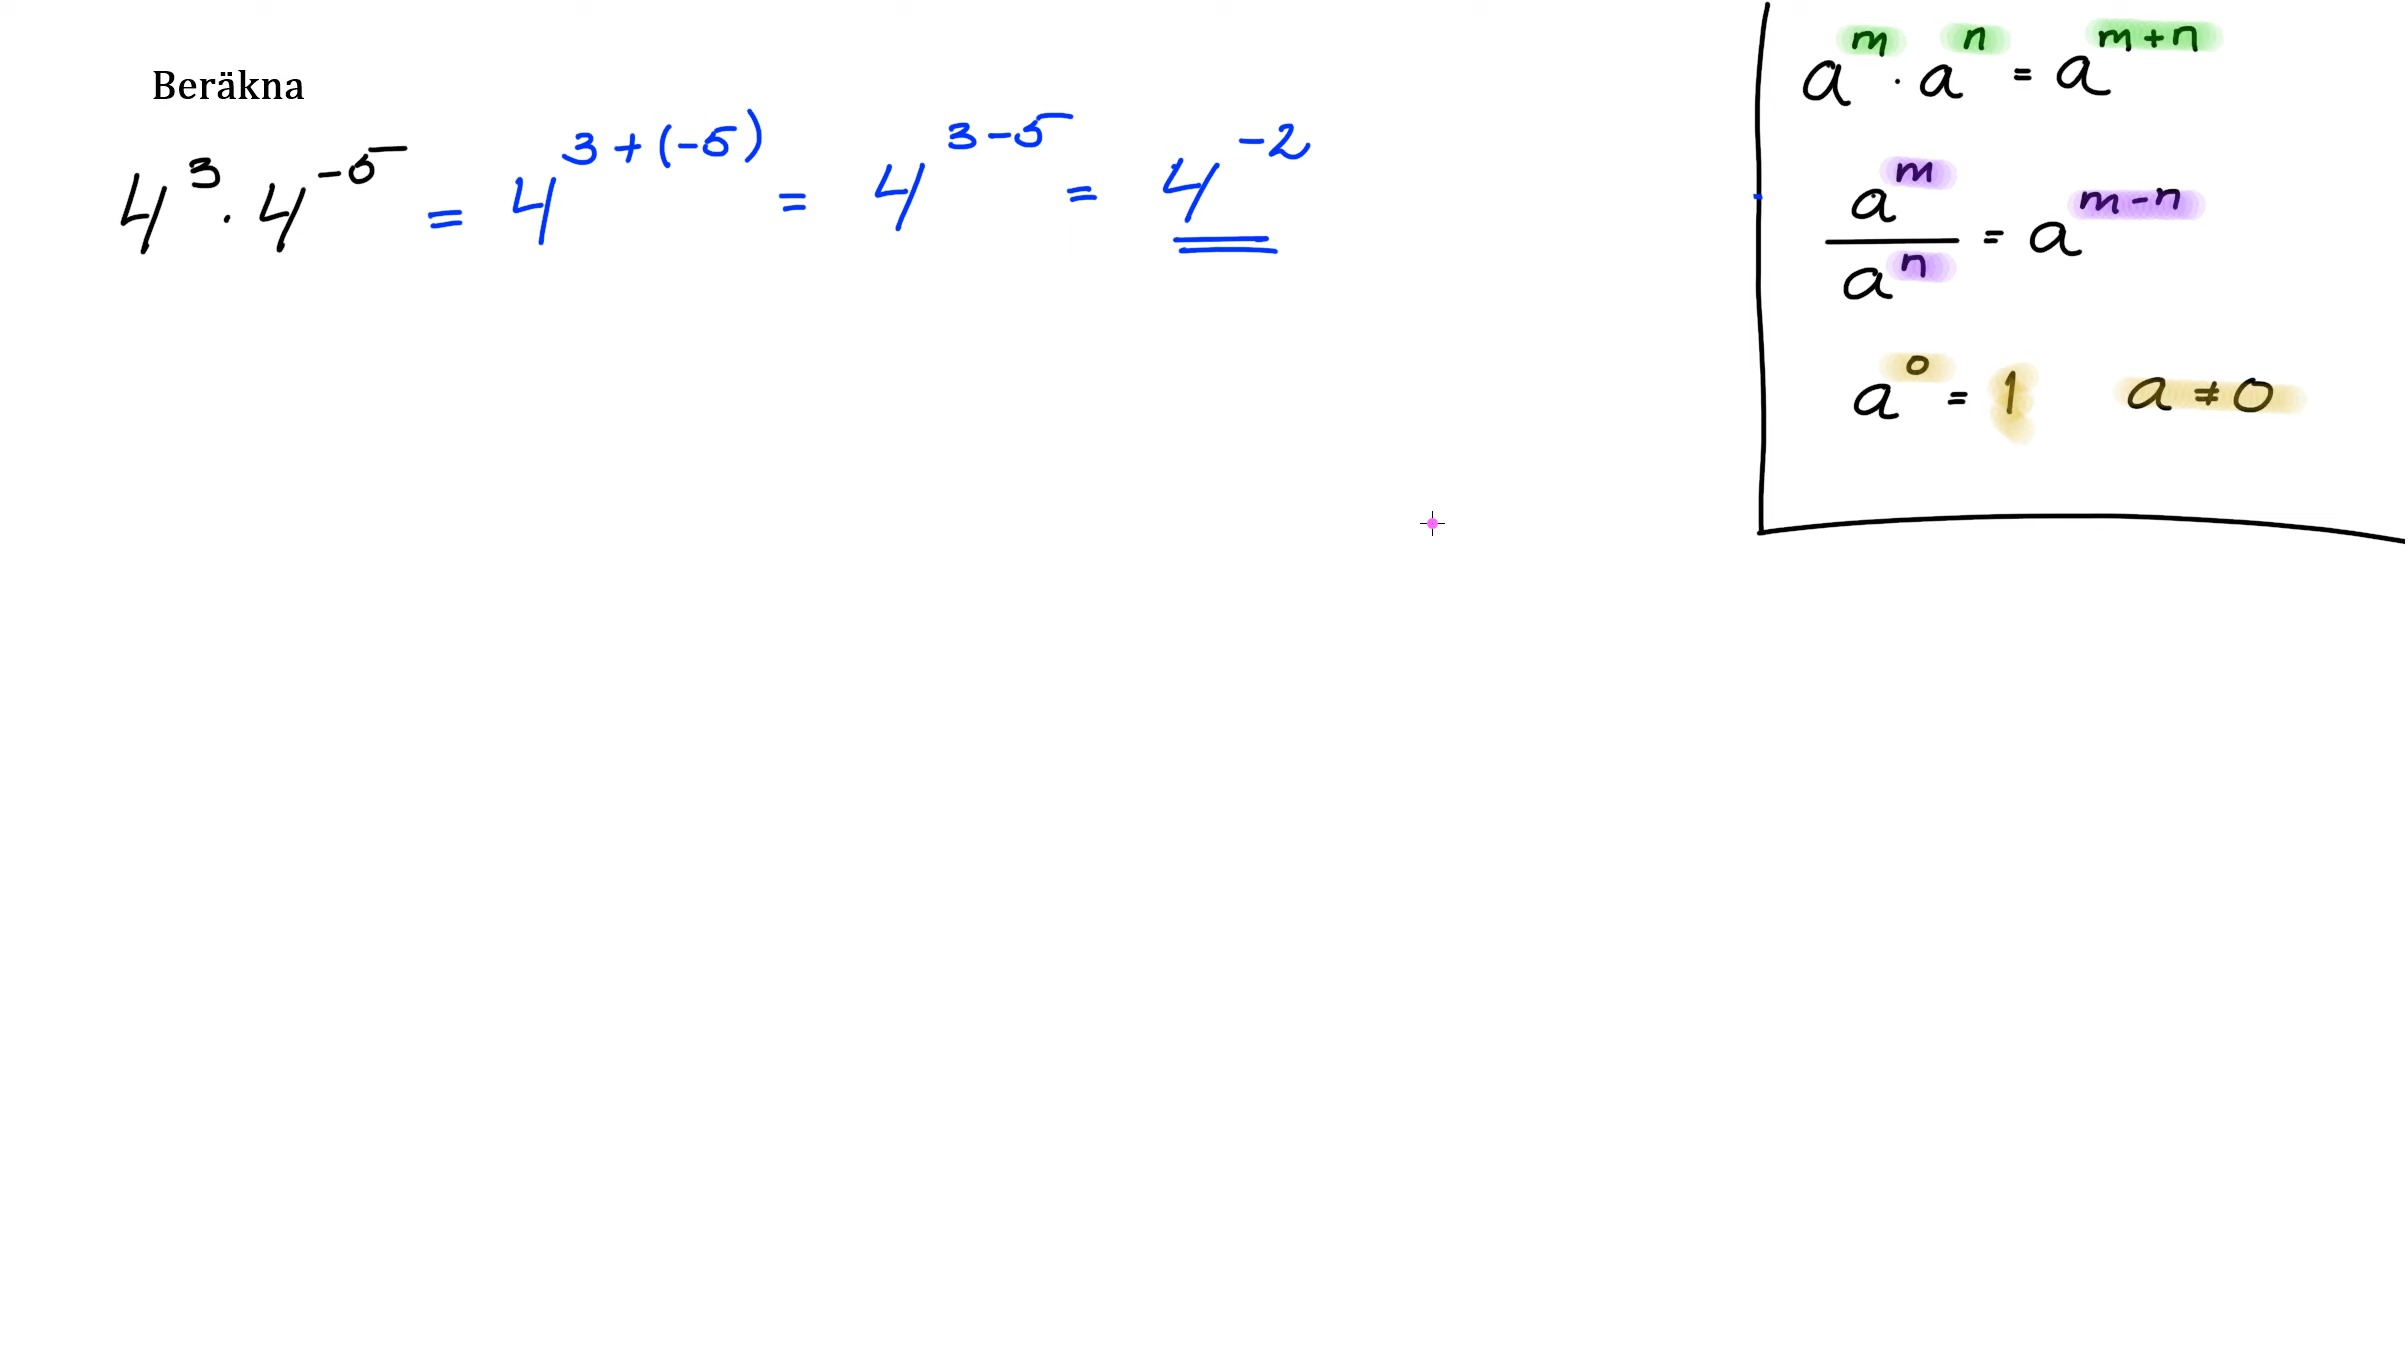 Beräkna
4³ · 4⁻⁵ = 4³⁺⁽⁻⁵⁾ = 4³⁻⁵ = 4⁻²
aᵐ · aⁿ = aᵐ⁺ⁿ
aᵐ / aⁿ = aᵐ⁻ⁿ
a⁰ = 1 a ≠ 0